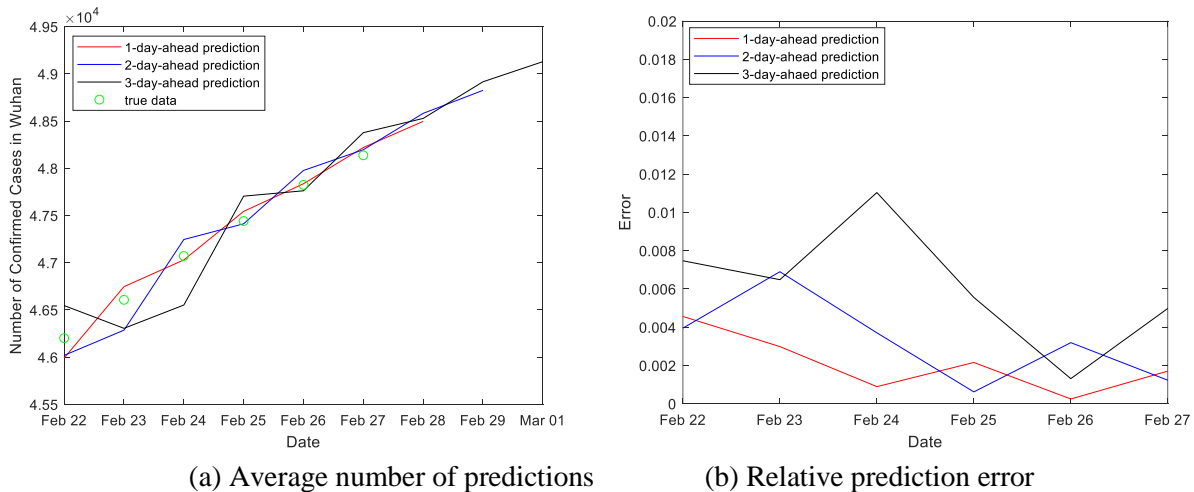 ×10⁴
4.95
4.9
4.85
4.8
4.75
4.7
4.65
4.6
4.55
Number of Confirmed Cases in Wuhan
1-day-ahead prediction
2-day-ahead prediction
3-day-ahead prediction
true data
Feb 22 Feb 23 Feb 24 Feb 25 Feb 26 Feb 27 Feb 28 Feb 29 Mar 01
Date
(a) Average number of predictions
0.02
0.018
0.016
0.014
0.012
0.01
0.008
0.006
0.004
0.002
0
Error
1-day-ahead prediction
2-day-ahead prediction
3-day-ahaed prediction
Feb 22 Feb 23 Feb 24 Feb 25 Feb 26 Feb 27
Date
(b) Relative prediction error